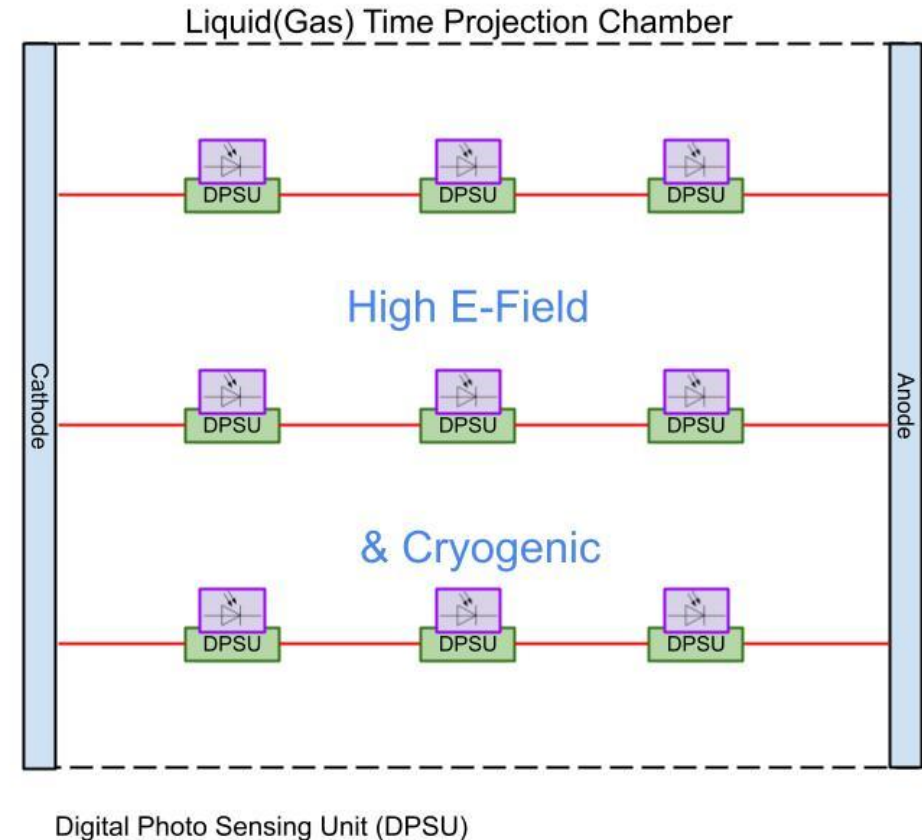 Liquid(Gas) Time Projection Chamber
DPSU DPSU DPSU
High E-Field
Cathode
Anode
DPSU DPSU DPSU
& Cryogenic
DPSU DPSU DPSU
Digital Photo Sensing Unit (DPSU)